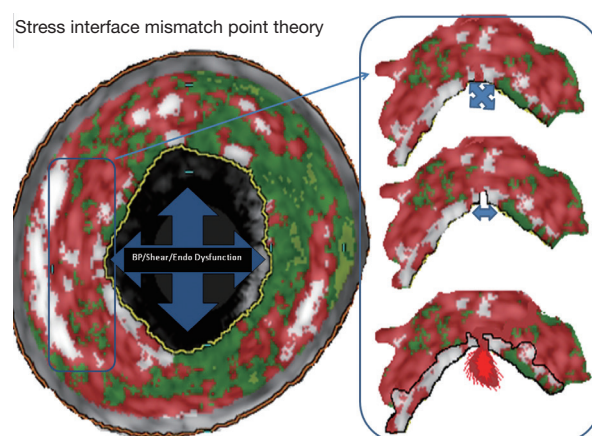 Stress interface mismatch point theory
BP/Shear/Endo Dysfunction